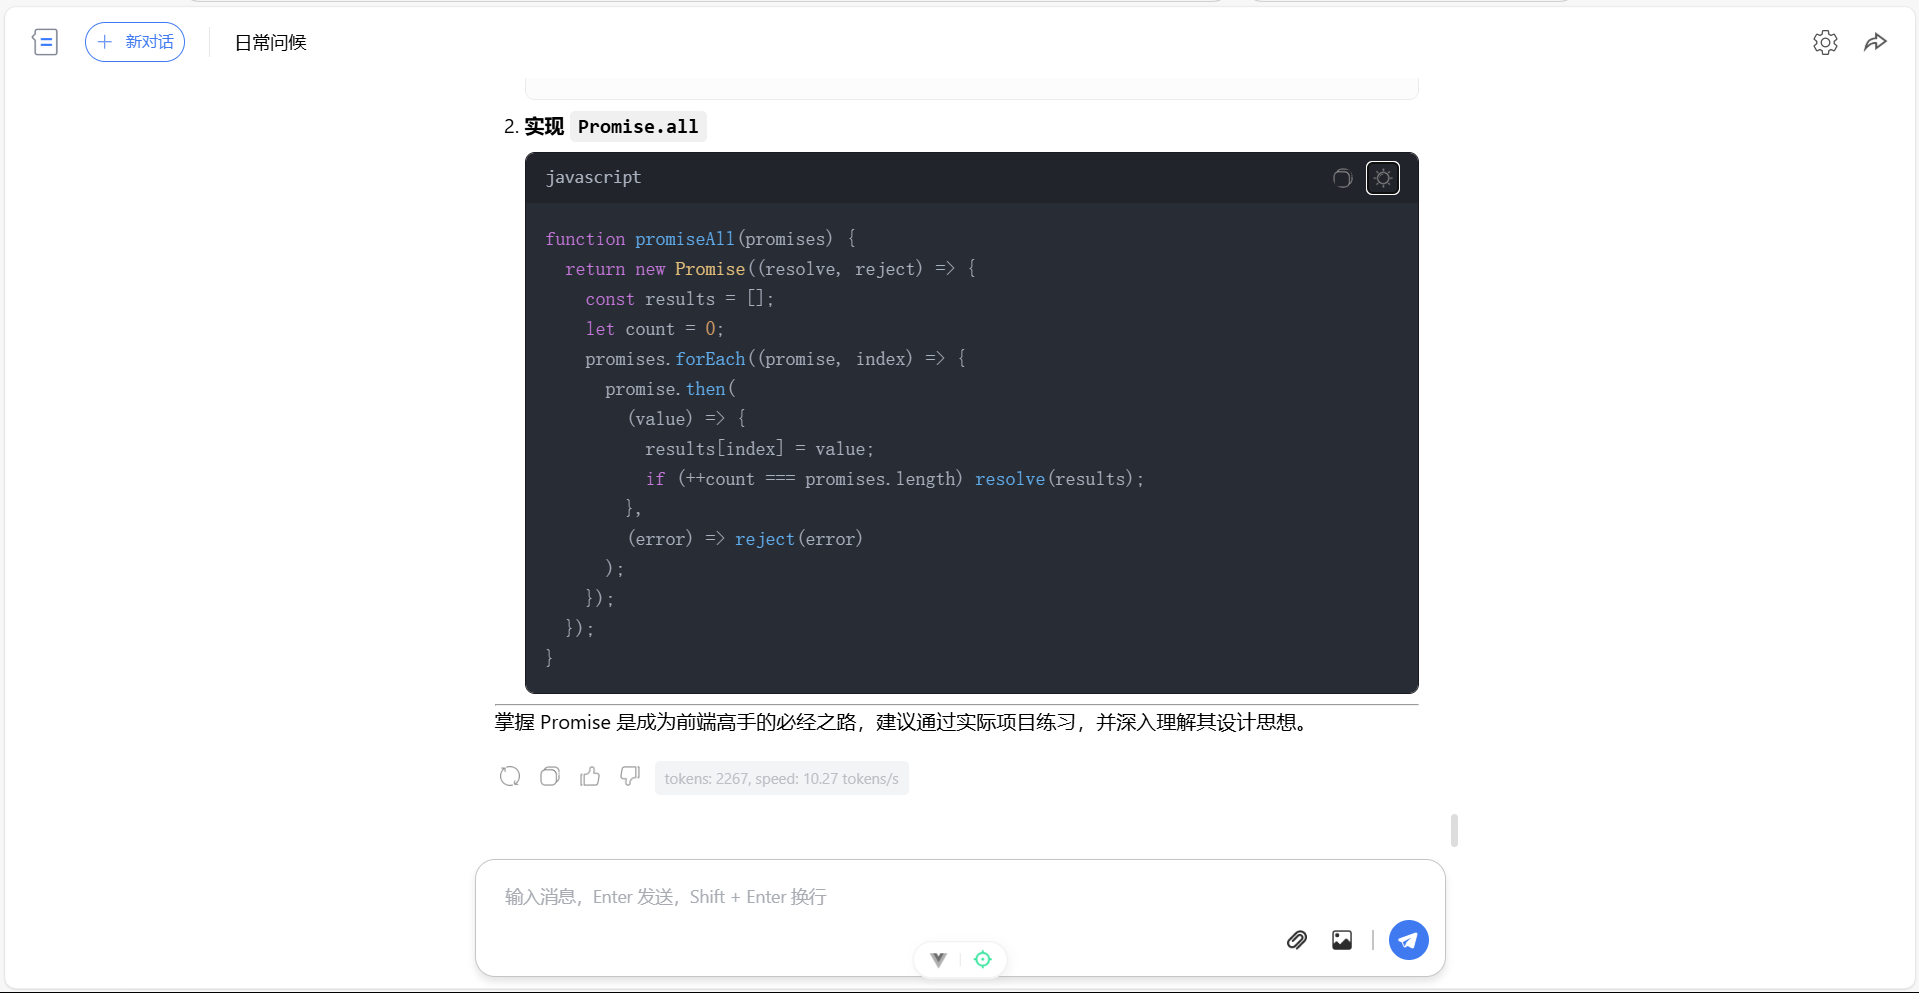 新对话
日常问候
2. 实现 Promise.all
javascript
function promiseAll(promises) {
  return new Promise((resolve, reject) => {
    const results = [];
    let count = 0;
    promises.forEach((promise, index) => {
      promise.then(
        (value) => {
          results[index] = value;
          if (++count === promises.length) resolve(results);
        },
        (error) => reject(error)
      );
    });
  });
}
掌握 Promise 是成为前端高手的必经之路，建议通过实际项目练习，并深入理解其设计思想。
tokens: 2267, speed: 10.27 tokens/s
输入消息，Enter 发送，Shift + Enter 换行